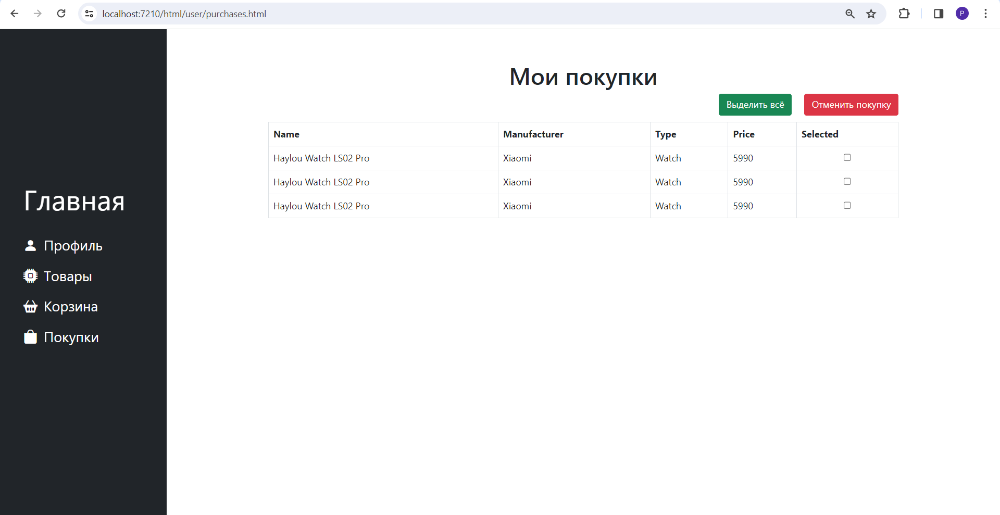 localhost:7210/html/user/purchases.html
P
Главная
Профиль
Товары
Корзина
Покупки
Мои покупки
Выделить всё Отменить покупку
Name Manufacturer Type Price Selected
Haylou Watch LS02 Pro Xiaomi Watch 5990
Haylou Watch LS02 Pro Xiaomi Watch 5990
Haylou Watch LS02 Pro Xiaomi Watch 5990